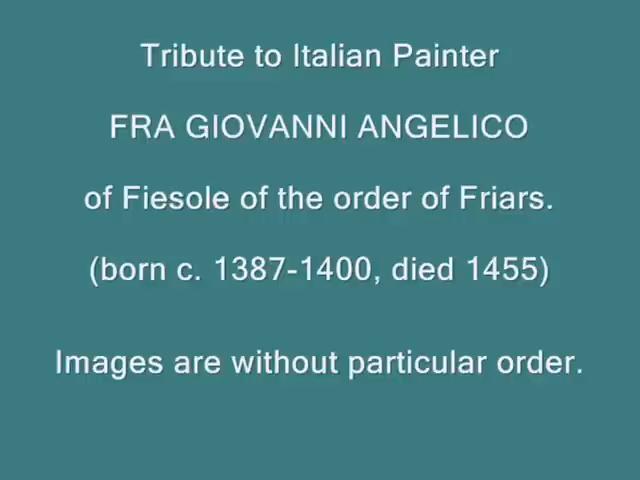 Tribute to Italian Painter
FRA GIOVANNI ANGELICO
of Fiesole of the order of Friars.
(born c. 1387-1400, died 1455)
Images are without particular order.